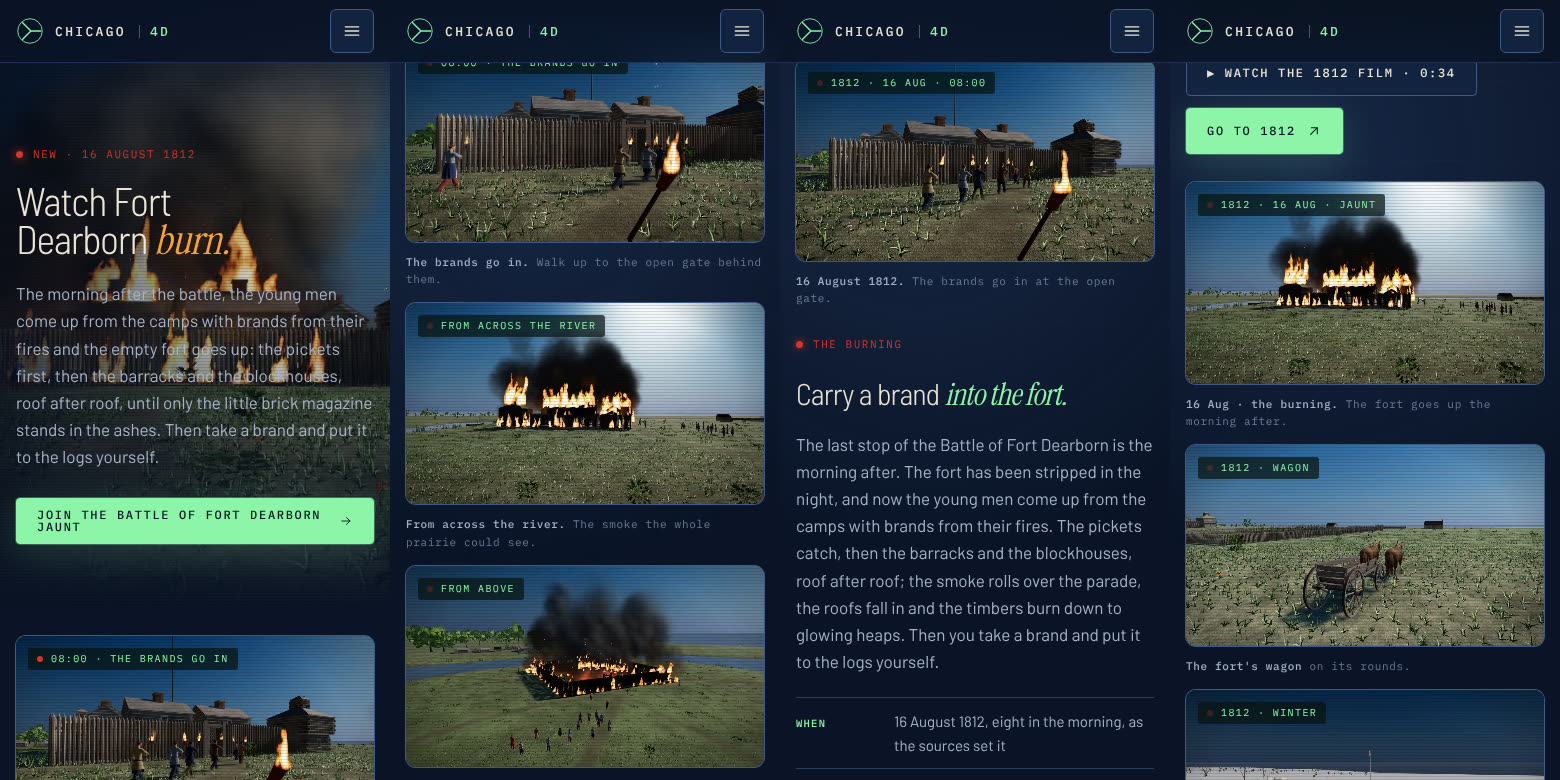 CHICAGO | 4D
NEW · 16 AUGUST 1812
Watch Fort
Dearborn burn.
The morning after the battle, the young men
come up from the camps with brands from their
fires and the empty fort goes up: the pickets
first, then the barracks and the blockhouses,
roof after roof, until only the little brick magazine
stands in the ashes. Then take a brand and put it
to the logs yourself.
JOIN THE BATTLE OF FORT DEARBORN
JAUNT →
08:00 · THE BRANDS GO IN
CHICAGO | 4D
08:00 · THE BRANDS GO IN
The brands go in. Walk up to the open gate behind
them.
FROM ACROSS THE RIVER
From across the river. The smoke the whole
prairie could see.
FROM ABOVE
CHICAGO | 4D
1812 · 16 AUG · 08:00
16 August 1812. The brands go in at the open
gate.
THE BURNING
Carry a brand into the fort.
The last stop of the Battle of Fort Dearborn is the
morning after. The fort has been stripped in the
night, and now the young men come up from the
camps with brands from their fires. The pickets
catch, then the barracks and the blockhouses,
roof after roof; the smoke rolls over the parade,
the roofs fall in and the timbers burn down to
glowing heaps. Then you take a brand and put it
to the logs yourself.
WHEN
16 August 1812, eight in the morning, as
the sources set it
CHICAGO | 4D
▶ WATCH THE 1812 FILM · 0:34
GO TO 1812 ↗
1812 · 16 AUG · JAUNT
16 Aug · the burning. The fort goes up the
morning after.
1812 · WAGON
The fort's wagon on its rounds.
1812 · WINTER